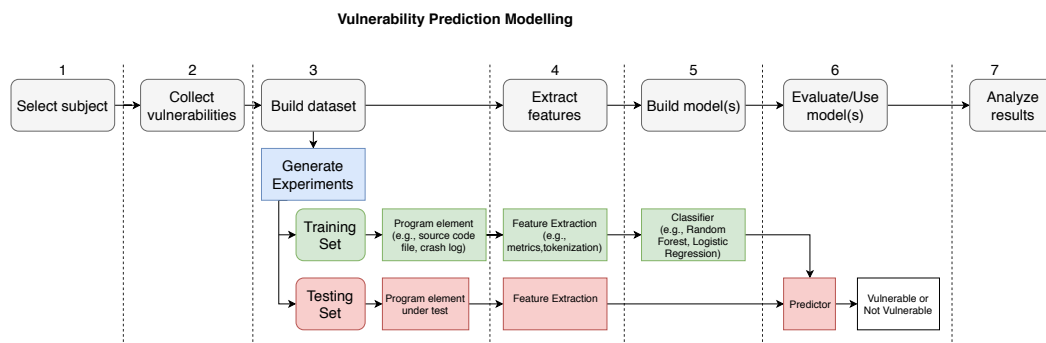 Vulnerability Prediction Modelling
1
2
3
4
5
6
7
Select subject
Collect
vulnerabilities
Build dataset
Extract
features
Build model(s)
Evaluate/Use
model(s)
Analyze
results
Generate
Experiments
Training
Set
Program element
(e.g., source code
file, crash log)
Feature Extraction
(e.g.,
metrics,tokenization)
Classifier
(e.g., Random
Forest, Logistic
Regression)
Testing
Set
Program element
under test
Feature Extraction
Predictor
Vulnerable or
Not Vulnerable